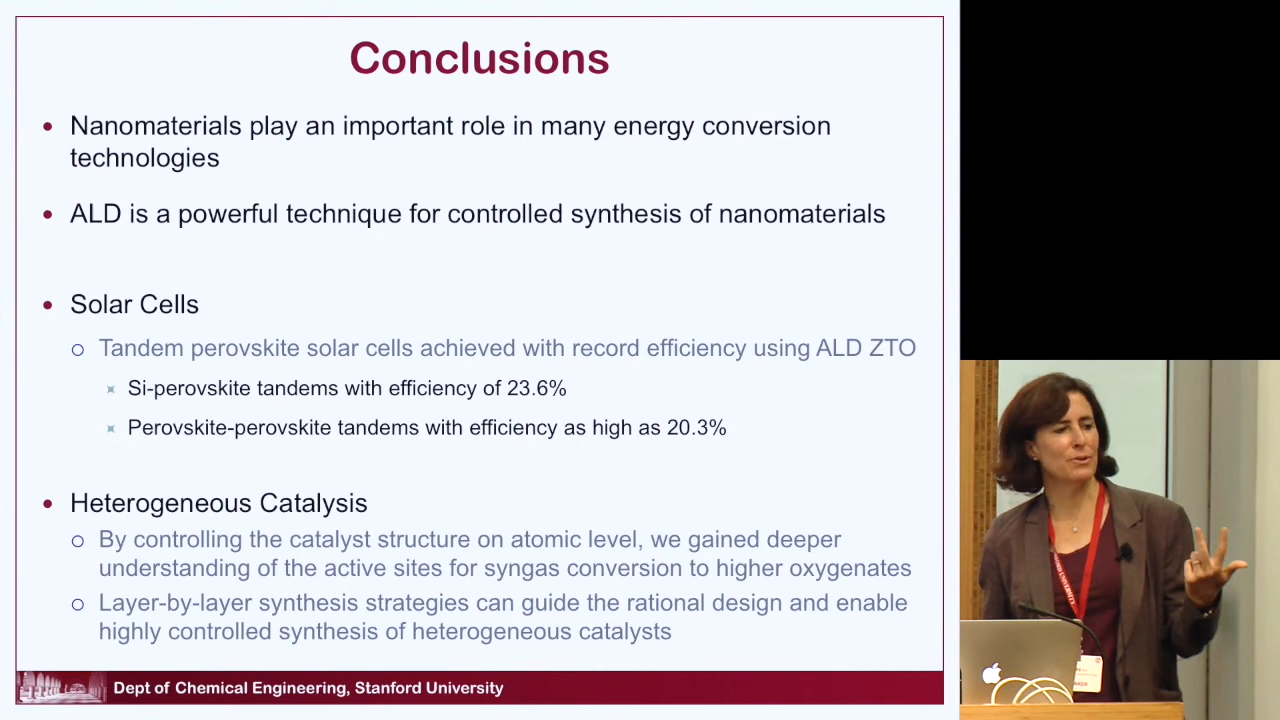 Conclusions
• Nanomaterials play an important role in many energy conversion
technologies
• ALD is a powerful technique for controlled synthesis of nanomaterials
• Solar Cells
o Tandem perovskite solar cells achieved with record efficiency using ALD ZTO
Si-perovskite tandems with efficiency of 23.6%
Perovskite-perovskite tandems with efficiency as high as 20.3%
• Heterogeneous Catalysis
o By controlling the catalyst structure on atomic level, we gained deeper
understanding of the active sites for syngas conversion to higher oxygenates
o Layer-by-layer synthesis strategies can guide the rational design and enable
highly controlled synthesis of heterogeneous catalysts
Dept of Chemical Engineering, Stanford University